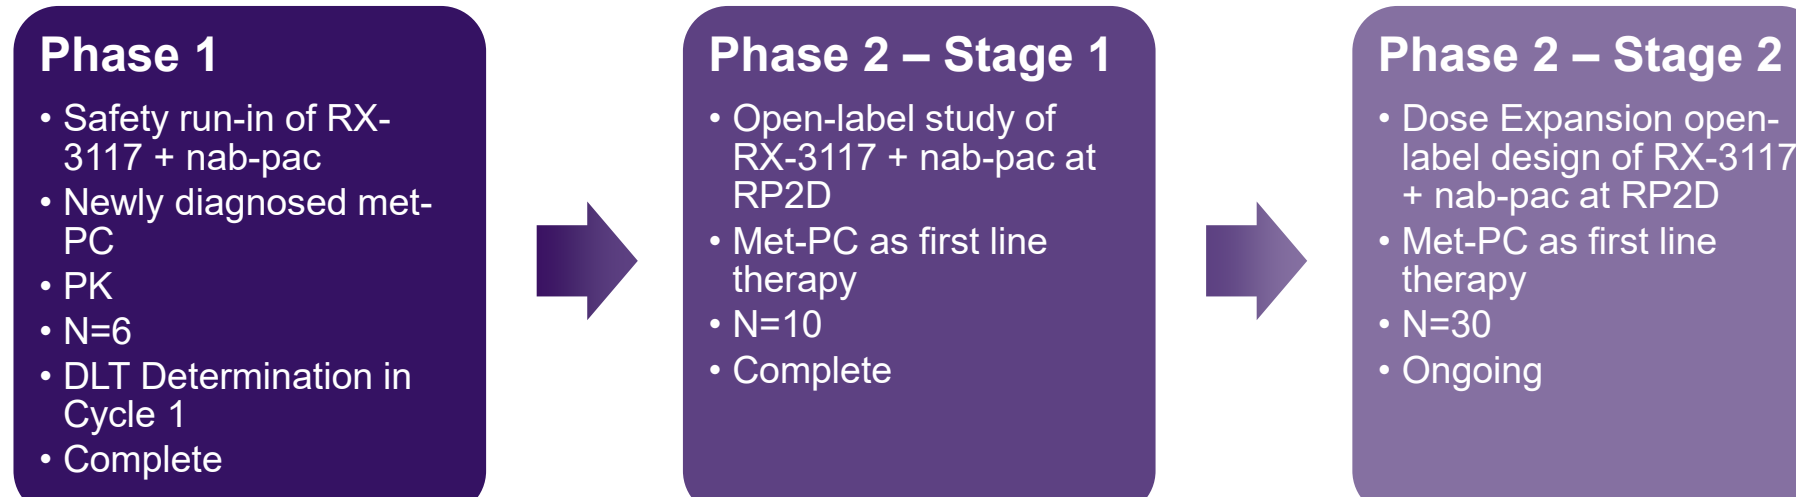 Phase 1
• Safety run-in of RX-
3117 + nab-pac
• Newly diagnosed met-
PC
• PK
• N=6
• DLT Determination in
Cycle 1
• Complete
Phase 2 – Stage 1
• Open-label study of
RX-3117 + nab-pac at
RP2D
• Met-PC as first line
therapy
• N=10
• Complete
Phase 2 – Stage 2
• Dose Expansion open-
label design of RX-3117
+ nab-pac at RP2D
• Met-PC as first line
therapy
• N=30
• Ongoing